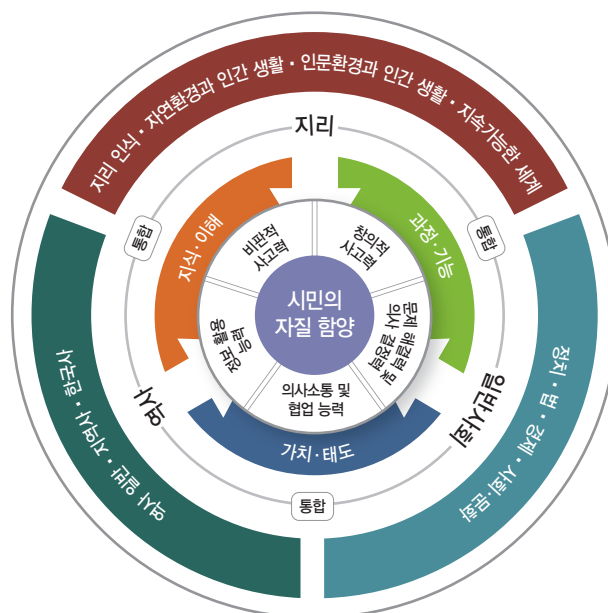 지리 인식 · 자연환경과 인간 생활 · 인문환경과 인간 생활 · 지속가능한 세계
지리
통합
통합
지식·이해
과정·기능
비판적
사고력
창의적
사고력
시민의
자질 함양
정보 활용
능력
문제 해결력 및
의사 결정력
의사소통 및
협업 능력
역사
일반사회
가치·태도
통합
역사 일반 · 지역사 · 한국사
정치 · 법 · 경제 · 사회·문화